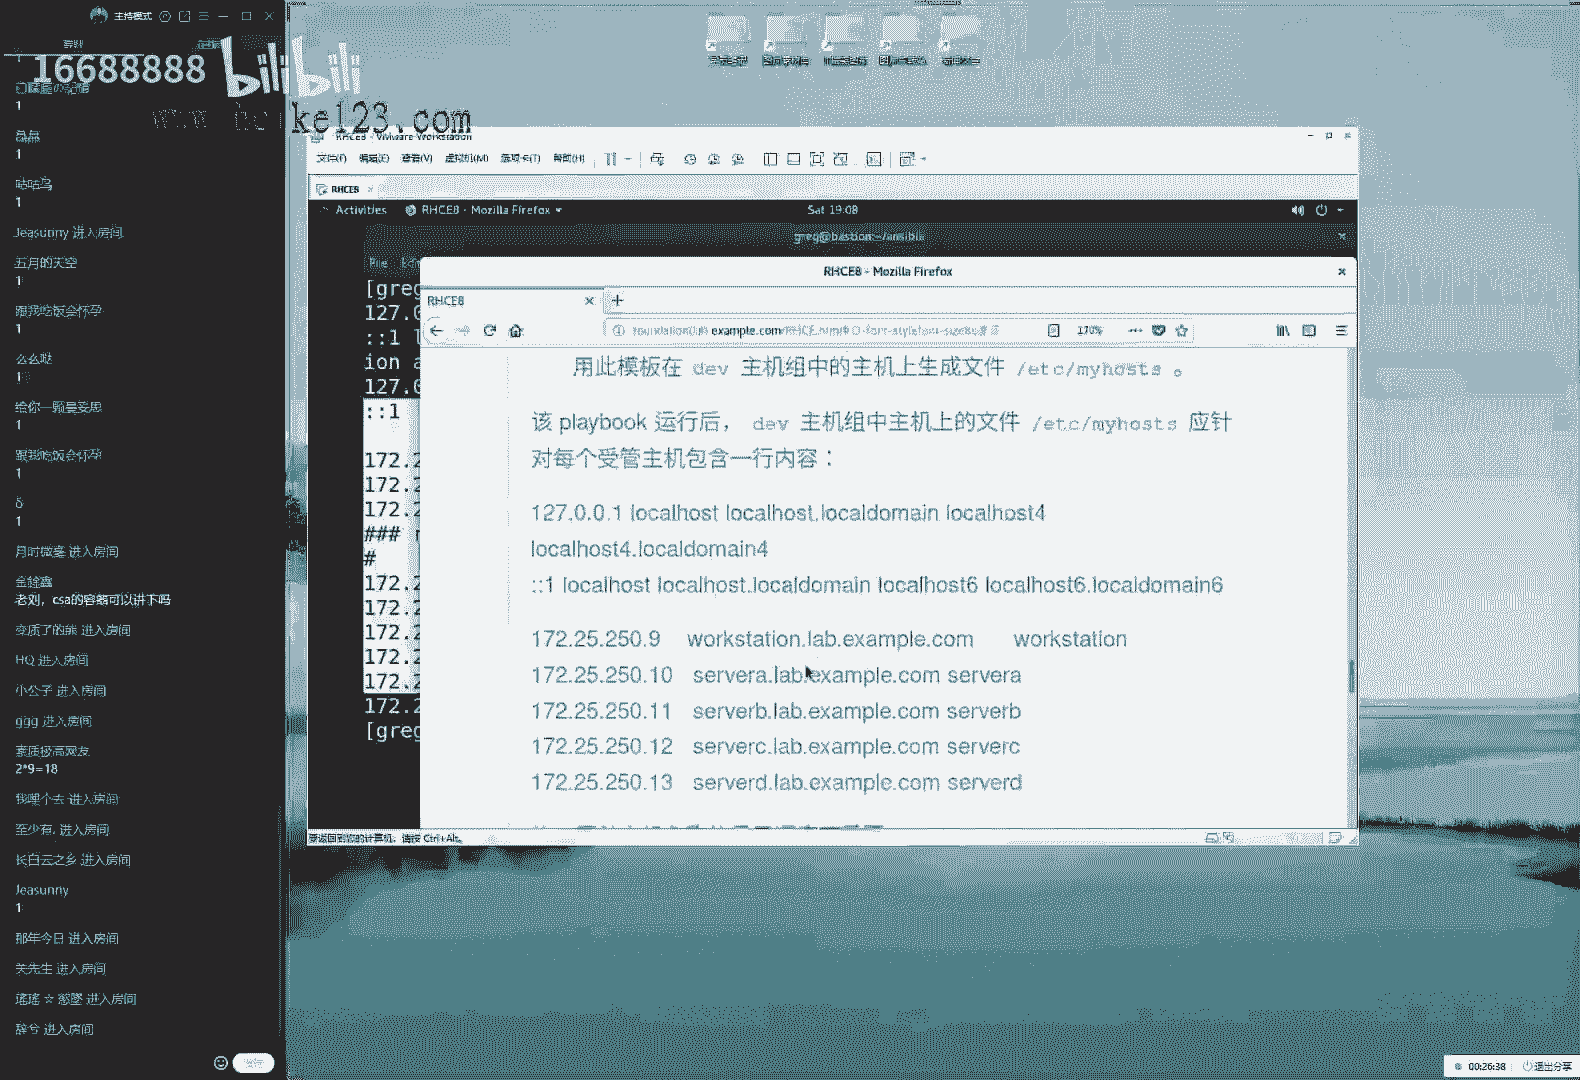 主持模式
16688888 bilibili
ke123.com
1
晶晶
1
咕咕鸟
1
Jeasunny 进入房间
五月的天空
1
跟我吃饭会怀孕
1
么么哒
1
给你一颗曼妥思
1
跟我吃饭会怀孕
1
δ
1
月时微毫 进入房间
老刘，csa的容器可以讲下吗
变质了的熊 进入房间
HQ 进入房间
小公子 进入房间
ggg 进入房间
素质极高网友
2*9=18
我哩个去 进入房间
至少有. 进入房间
长白云之乡 进入房间
Jeasunny
1
那年今日 进入房间
关先生 进入房间
瑶瑶 ☆ 进入房间
辞兮 进入房间
RHCE8 - VMware Workstation
文件(F) 编辑(E) 查看(V) 虚拟机(M) 选项卡(T) 帮助(H)
RHCE8
Activities RHCE8 - Mozilla Firefox Sat 19:08
greg@bastion:~/ansible
File Edit
[greg
127.0
::1 l
ion a
127.0
::1
172.2
172.2
172.2
###
#
172.2
172.2
172.2
172.2
172.2
172.2
[greg
RHCE8 - Mozilla Firefox
RHCE8
example.com 170%
用此模板在 dev 主机组中的主机上生成文件 /etc/myhosts 。
该 playbook 运行后， dev 主机组中主机上的文件 /etc/myhosts 应针
对每个受管主机包含一行内容：
127.0.0.1 localhost localhost.localdomain localhost4
localhost4.localdomain4
::1 localhost localhost.localdomain localhost6 localhost6.localdomain6
172.25.250.9 workstation.lab.example.com workstation
172.25.250.10 servera.lab.example.com servera
172.25.250.11 serverb.lab.example.com serverb
172.25.250.12 serverc.lab.example.com serverc
172.25.250.13 serverd.lab.example.com serverd
要返回到您的计算机，请按 Ctrl+Alt。
00:26:38 退出分享